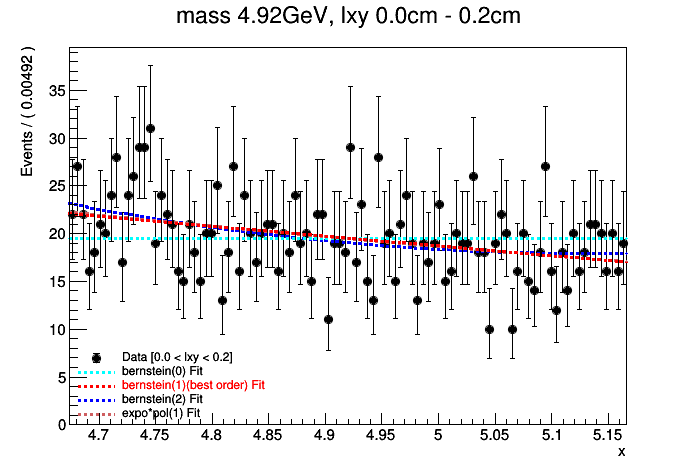 mass 4.92GeV, lxy 0.0cm - 0.2cm
Events / ( 0.00492 )
35
30
25
20
15
10
5
0
Data [0.0 < lxy < 0.2]
bernstein(0) Fit
bernstein(1)(best order) Fit
bernstein(2) Fit
expo*pol(1) Fit
4.7 4.75 4.8 4.85 4.9 4.95 5 5.05 5.1 5.15
x